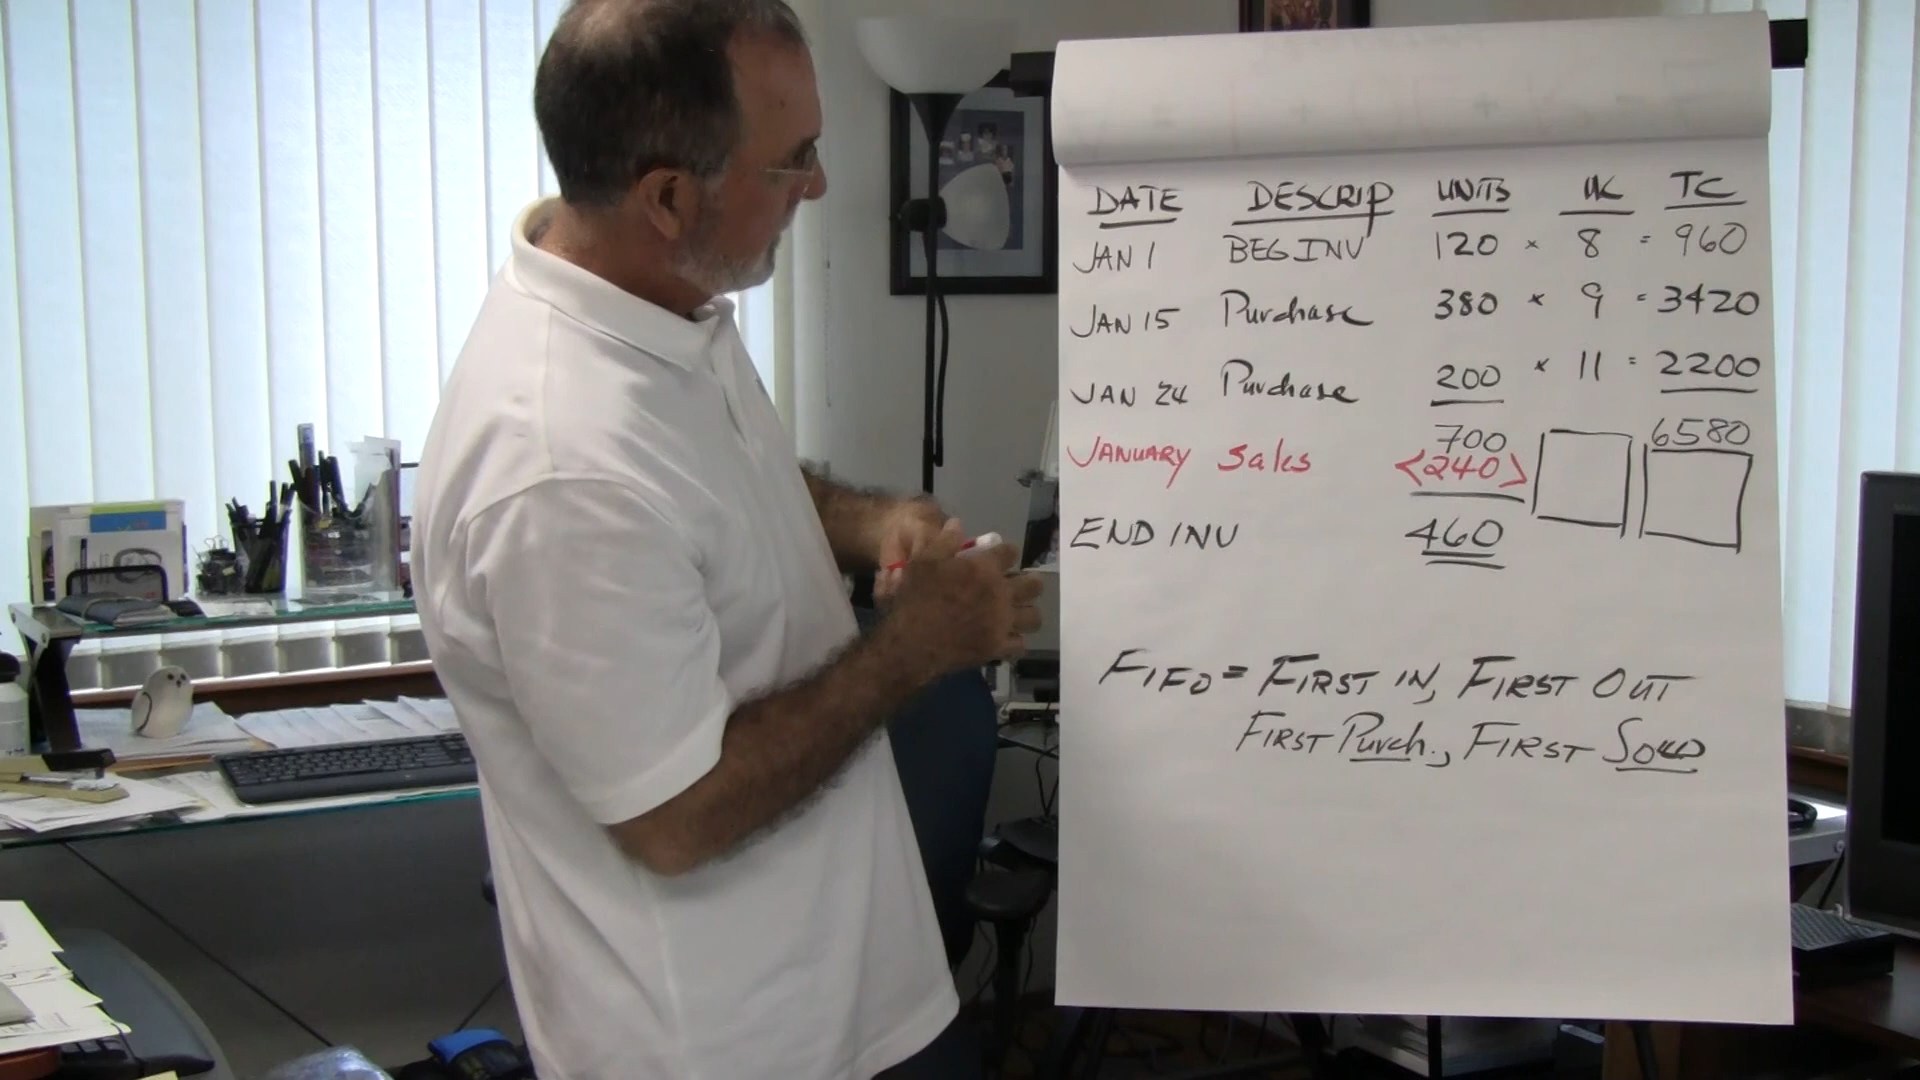 DATE DESCRIP UNITS UC TC
JAN 1 BEG INV 120 × 8 = 960
JAN 15 Purchase 380 × 9 = 3420
JAN 24 Purchase 200 × 11 = 2200
700 6580
JANUARY Sales <240>
END INV 460
FIFO = FIRST IN, FIRST OUT
FIRST Purch., FIRST SOLD